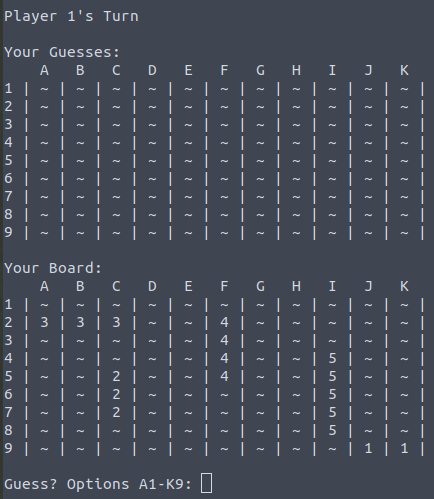 Player 1's Turn
Your Guesses:
    A   B   C   D   E   F   G   H   I   J   K
1 | ~ | ~ | ~ | ~ | ~ | ~ | ~ | ~ | ~ | ~ | ~ |
2 | ~ | ~ | ~ | ~ | ~ | ~ | ~ | ~ | ~ | ~ | ~ |
3 | ~ | ~ | ~ | ~ | ~ | ~ | ~ | ~ | ~ | ~ | ~ |
4 | ~ | ~ | ~ | ~ | ~ | ~ | ~ | ~ | ~ | ~ | ~ |
5 | ~ | ~ | ~ | ~ | ~ | ~ | ~ | ~ | ~ | ~ | ~ |
6 | ~ | ~ | ~ | ~ | ~ | ~ | ~ | ~ | ~ | ~ | ~ |
7 | ~ | ~ | ~ | ~ | ~ | ~ | ~ | ~ | ~ | ~ | ~ |
8 | ~ | ~ | ~ | ~ | ~ | ~ | ~ | ~ | ~ | ~ | ~ |
9 | ~ | ~ | ~ | ~ | ~ | ~ | ~ | ~ | ~ | ~ | ~ |
Your Board:
    A   B   C   D   E   F   G   H   I   J   K
1 | ~ | ~ | ~ | ~ | ~ | ~ | ~ | ~ | ~ | ~ | ~ |
2 | 3 | 3 | 3 | ~ | ~ | 4 | ~ | ~ | ~ | ~ | ~ |
3 | ~ | ~ | ~ | ~ | ~ | 4 | ~ | ~ | ~ | ~ | ~ |
4 | ~ | ~ | ~ | ~ | ~ | 4 | ~ | ~ | 5 | ~ | ~ |
5 | ~ | ~ | 2 | ~ | ~ | 4 | ~ | ~ | 5 | ~ | ~ |
6 | ~ | ~ | 2 | ~ | ~ | ~ | ~ | ~ | 5 | ~ | ~ |
7 | ~ | ~ | 2 | ~ | ~ | ~ | ~ | ~ | 5 | ~ | ~ |
8 | ~ | ~ | ~ | ~ | ~ | ~ | ~ | ~ | 5 | ~ | ~ |
9 | ~ | ~ | ~ | ~ | ~ | ~ | ~ | ~ | ~ | 1 | 1 |
Guess? Options A1-K9: